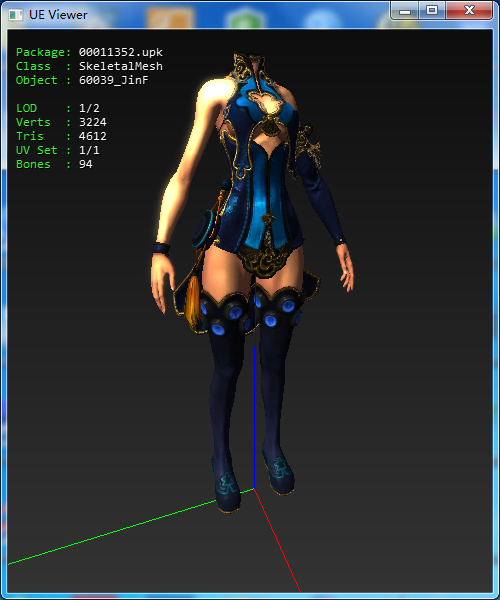 UE Viewer
Package: 00011352.upk
Class : SkeletalMesh
Object : 60039_JinF
LOD : 1/2
Verts : 3224
Tris : 4612
UV Set : 1/1
Bones : 94